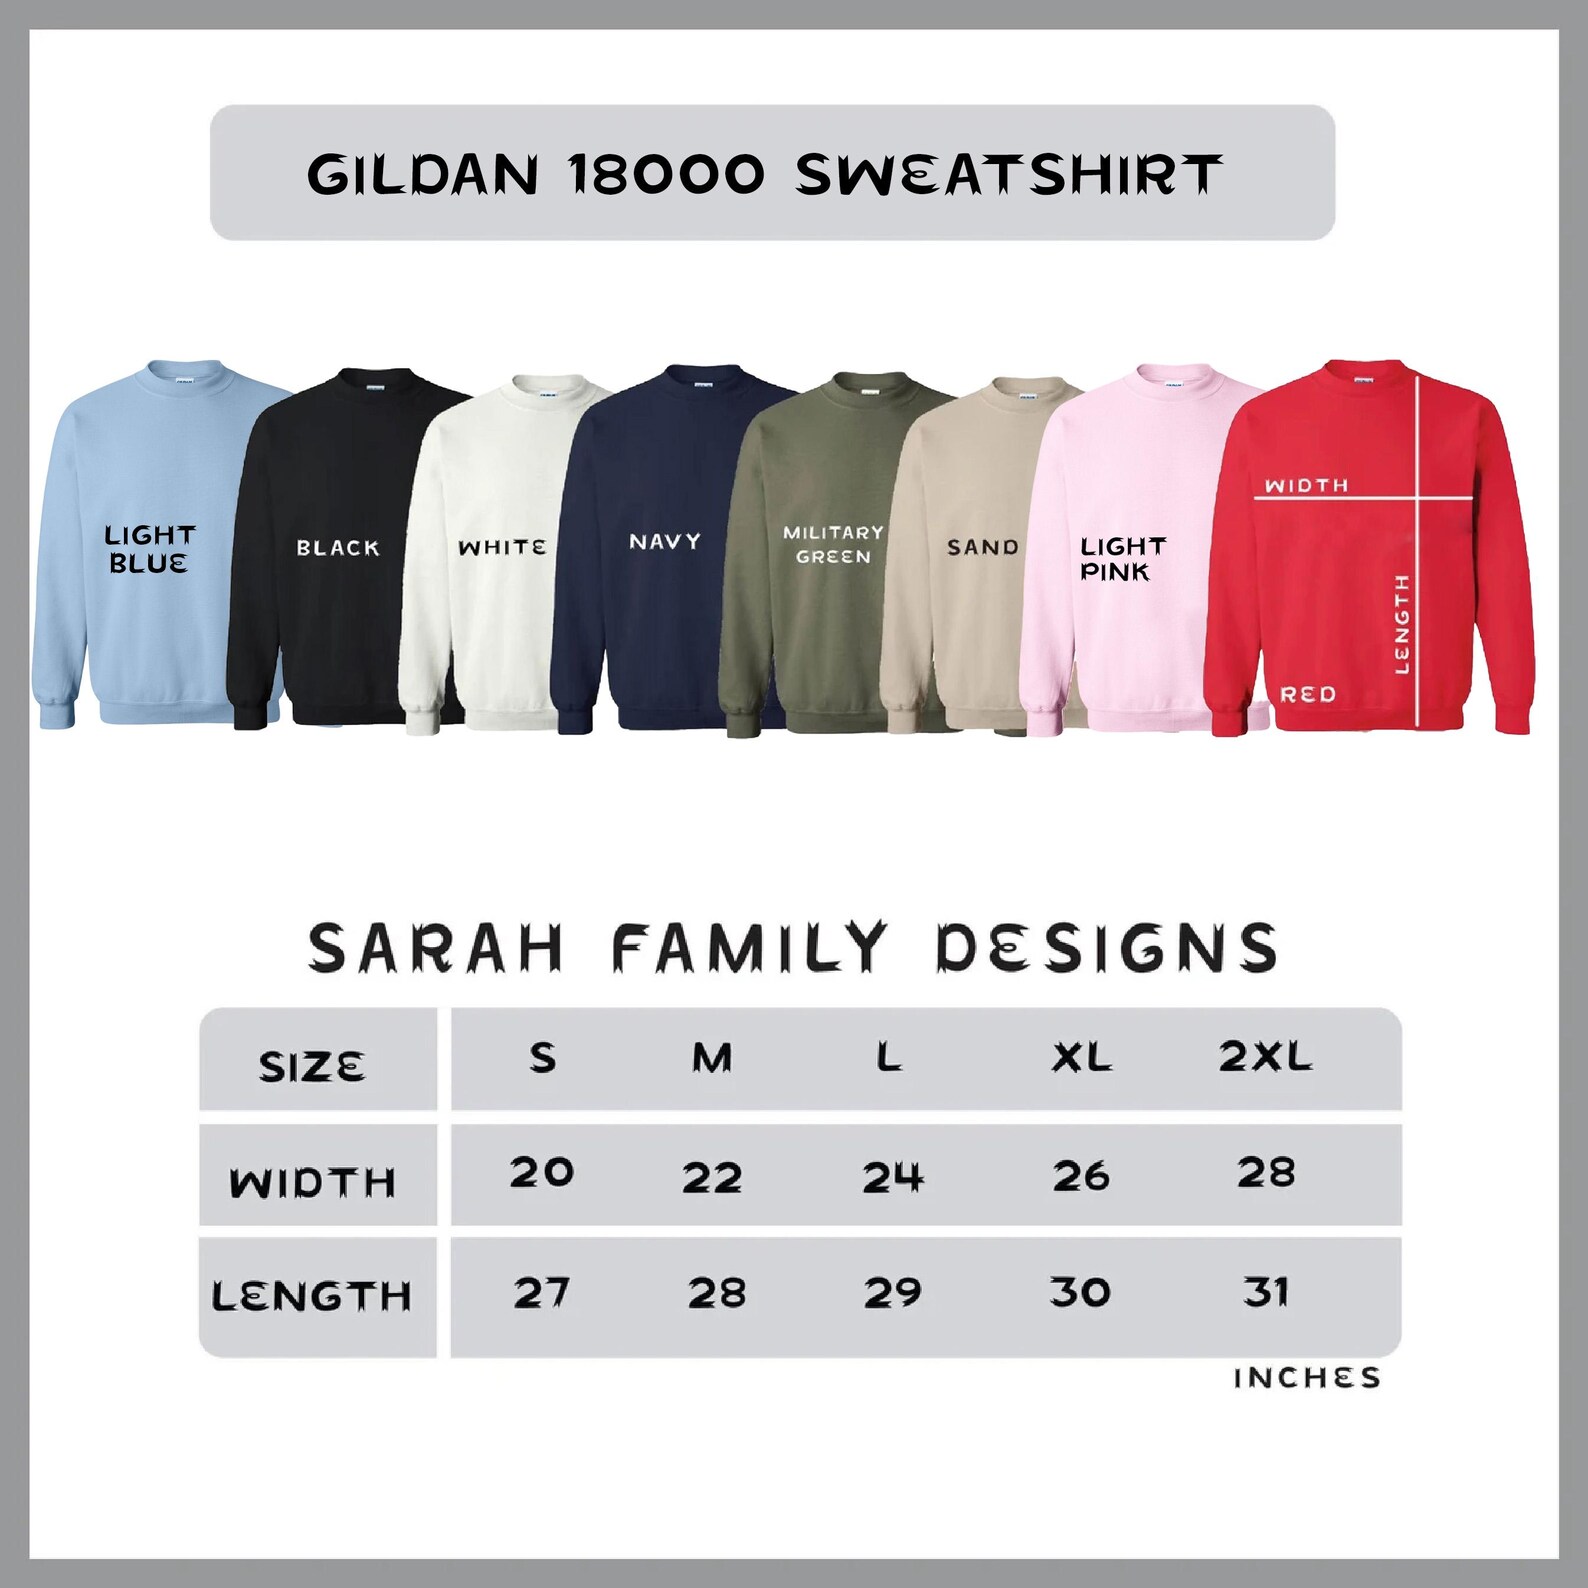 GILDAN 18000 SWEATSHIRT
LIGHT
BLUE
BLACK
WHITE
NAVY
MILITARY
GREEN
SAND
LIGHT
PINK
WIDTH
LENGTH
RED
SARAH FAMILY DESIGNS
SIZE S M L XL 2XL
WIDTH 20 22 24 26 28
LENGTH 27 28 29 30 31
INCHES